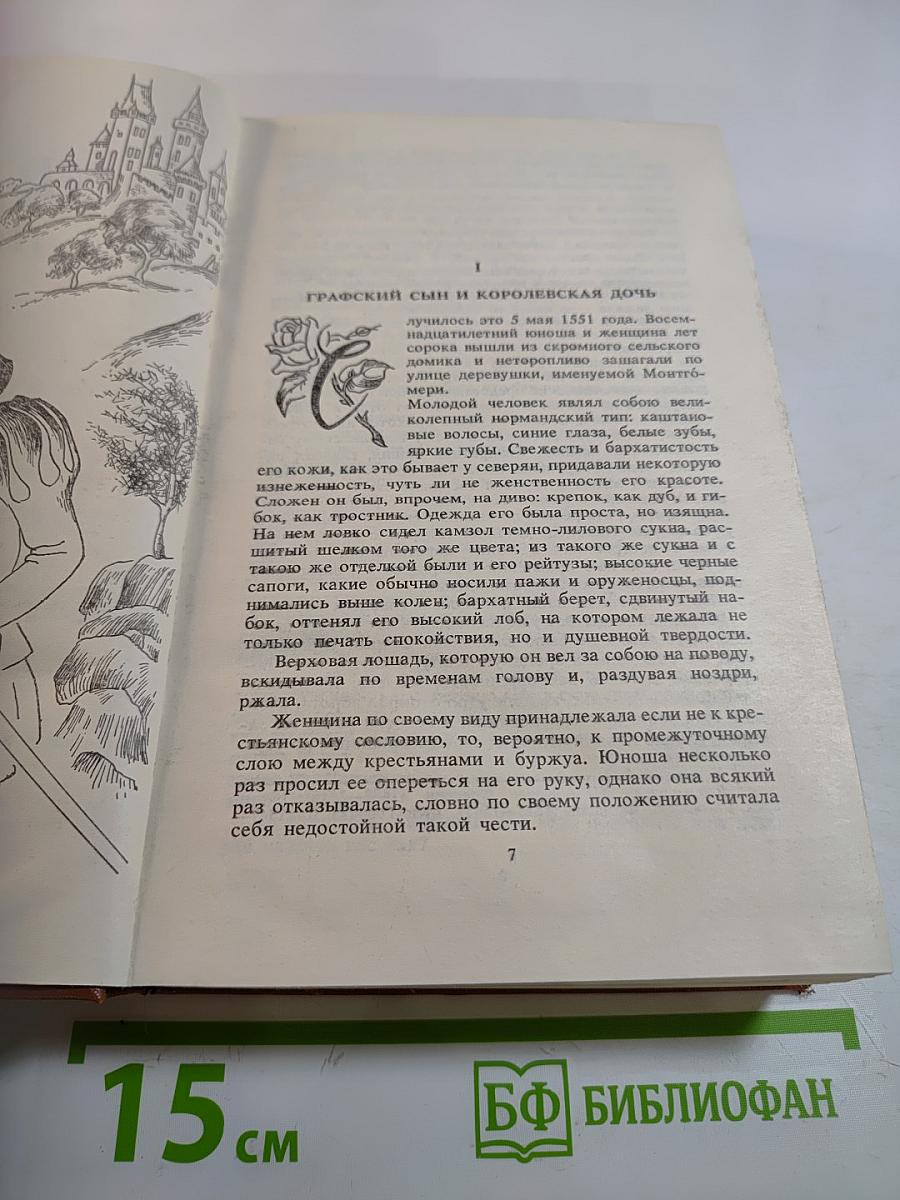 I
ГРАФСКИЙ СЫН И КОРОЛЕВСКАЯ ДОЧЬ
Случилось это 5 мая 1551 года. Восем-
надцатилетний юноша и женщина лет
сорока вышли из скромного сельского
домика и неторопливо зашагали по
улице деревушки, именуемой Монтго́-
мери.
Молодой человек являл собою вели-
колепный нормандский тип: каштано-
вые волосы, синие глаза, белые зубы,
яркие губы. Свежесть и бархатистость
его кожи, как это бывает у северян, придавали некоторую
изнеженность, чуть ли не женственность его красоте.
Сложен он был, впрочем, на диво: крепок, как дуб, и ги-
бок, как тростник. Одежда его была проста, но изящна.
На нем ловко сидел камзол темно-лилового сукна, рас-
шитый шелком того же цвета; из такого же сукна и с
такою же отделкой были и его рейтузы; высокие черные
сапоги, какие обычно носили пажи и оруженосцы, под-
нимались выше колен; бархатный берет, сдвинутый на-
бок, оттенял его высокий лоб, на котором лежала не
только печать спокойствия, но и душевной твердости.
Верховая лошадь, которую он вел за собою на поводу,
вскидывала по временам голову и, раздувая ноздри,
ржала.
Женщина по своему виду принадлежала если не к кре-
стьянскому сословию, то, вероятно, к промежуточному
слою между крестьянами и буржуа. Юноша несколько
раз просил ее опереться на его руку, однако она всякий
раз отказывалась, словно по своему положению считала
себя недостойной такой чести.
7
15 см
БФ БИБЛИОФАН